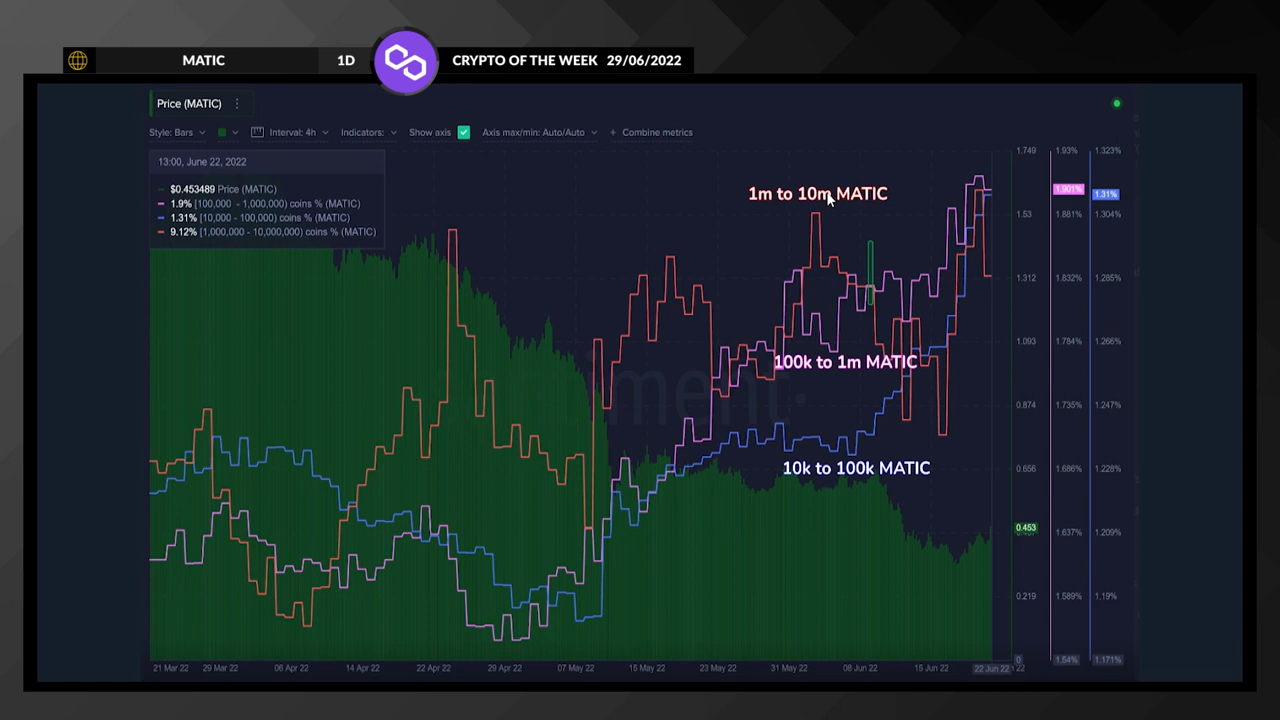 MATIC 1D CRYPTO OF THE WEEK 29/06/2022
Price (MATIC)
Style: Bars Interval: 4h Indicators: Show axis Axis max/min: Auto/Auto + Combine metrics
13:00, June 22, 2022
$0.453489 Price (MATIC)
1.9% [100,000 - 1,000,000) coins % (MATIC)
1.31% [10,000 - 100,000) coins % (MATIC)
9.12% [1,000,000 - 10,000,000) coins % (MATIC)
1m to 10m MATIC
100k to 1m MATIC
10k to 100k MATIC
1.749 1.93% 1.323%
1.901% 1.31%
1.53 1.881% 1.304%
1.312 1.832% 1.285%
1.093 1.784% 1.266%
0.874 1.735% 1.247%
0.656 1.686% 1.228%
0.453
1.637% 1.209%
0.219 1.589% 1.19%
0 1.54% 1.171%
21 Mar 22 29 Mar 22 06 Apr 22 14 Apr 22 22 Apr 22 29 Apr 22 07 May 22 15 May 22 23 May 22 31 May 22 08 Jun 22 15 Jun 22 22 Jun 22